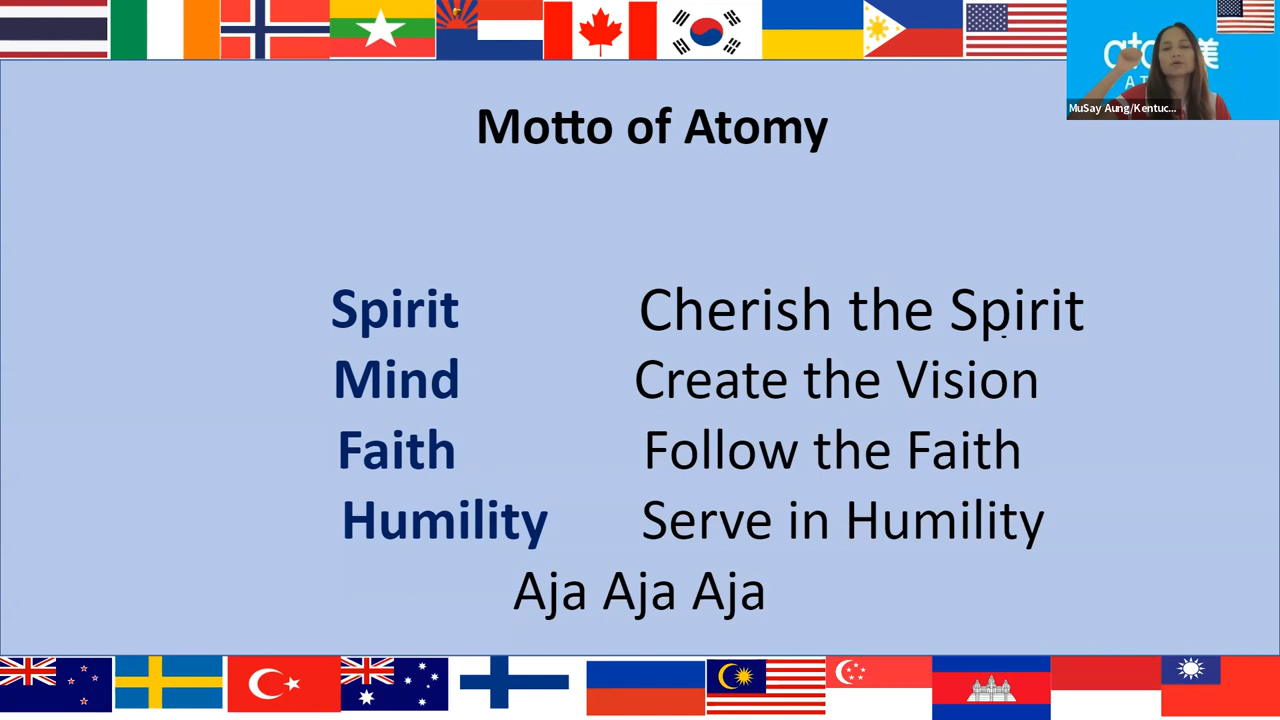 Motto of Atomy
MuSay Aung/Kentuc...
Spirit Cherish the Spirit
Mind Create the Vision
Faith Follow the Faith
Humility Serve in Humility
Aja Aja Aja